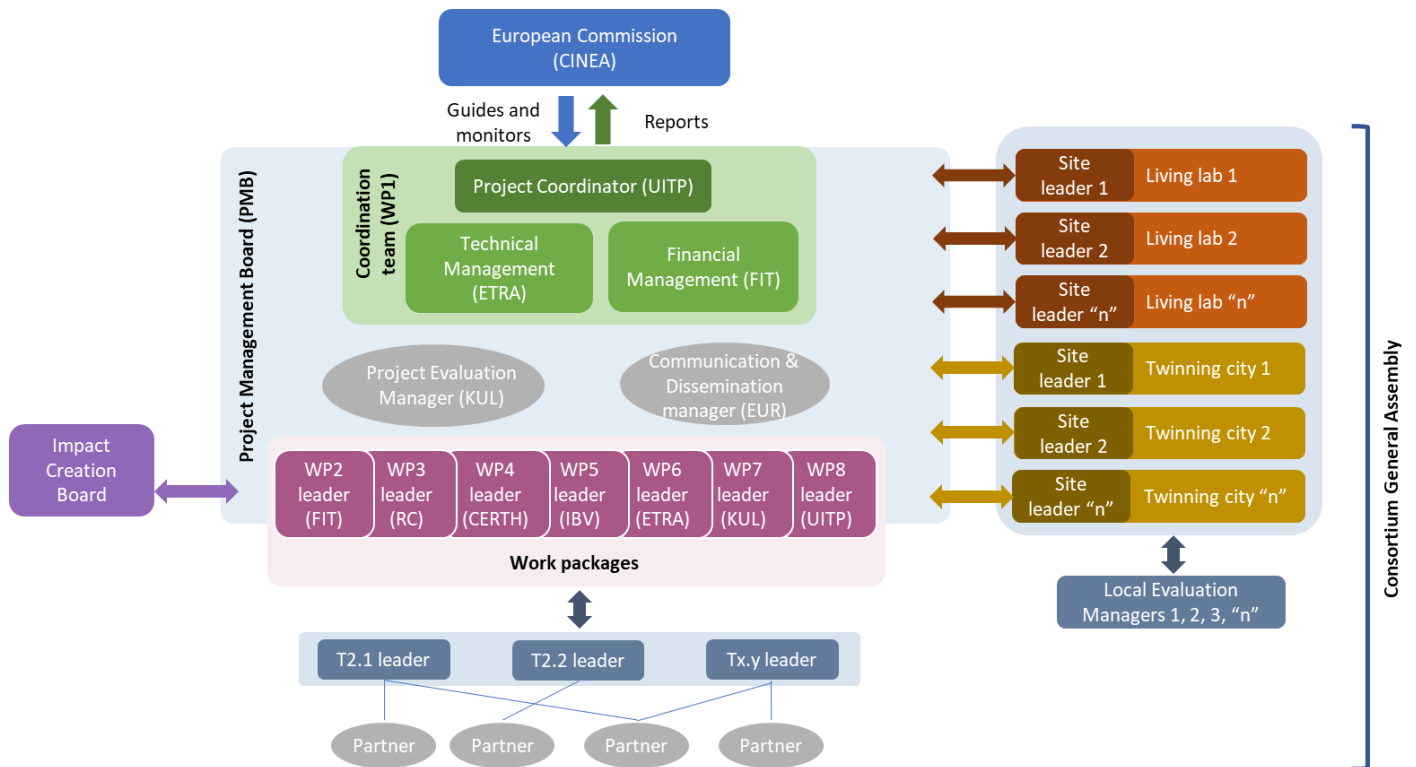 European Commission
(CINEA)
Guides and
monitors
Reports
Project Management Board (PMB)
Coordination
team (WP1)
Project Coordinator (UITP)
Technical
Management
(ETRA)
Financial
Management (FIT)
Project Evaluation
Manager (KUL)
Communication &
Dissemination
manager (EUR)
Impact
Creation
Board
WP2
leader
(FIT)
WP3
leader
(RC)
WP4
leader
(CERTH)
WP5
leader
(IBV)
WP6
leader
(ETRA)
WP7
leader
(KUL)
WP8
leader
(UITP)
Work packages
T2.1 leader
T2.2 leader
Tx.y leader
Partner
Partner
Partner
Partner
Site
leader 1
Living lab 1
Site
leader 2
Living lab 2
Site
leader “n”
Living lab “n”
Site
leader 1
Twinning city 1
Site
leader 2
Twinning city 2
Site
leader “n”
Twinning city “n”
Local Evaluation
Managers 1, 2, 3, “n”
Consortium General Assembly